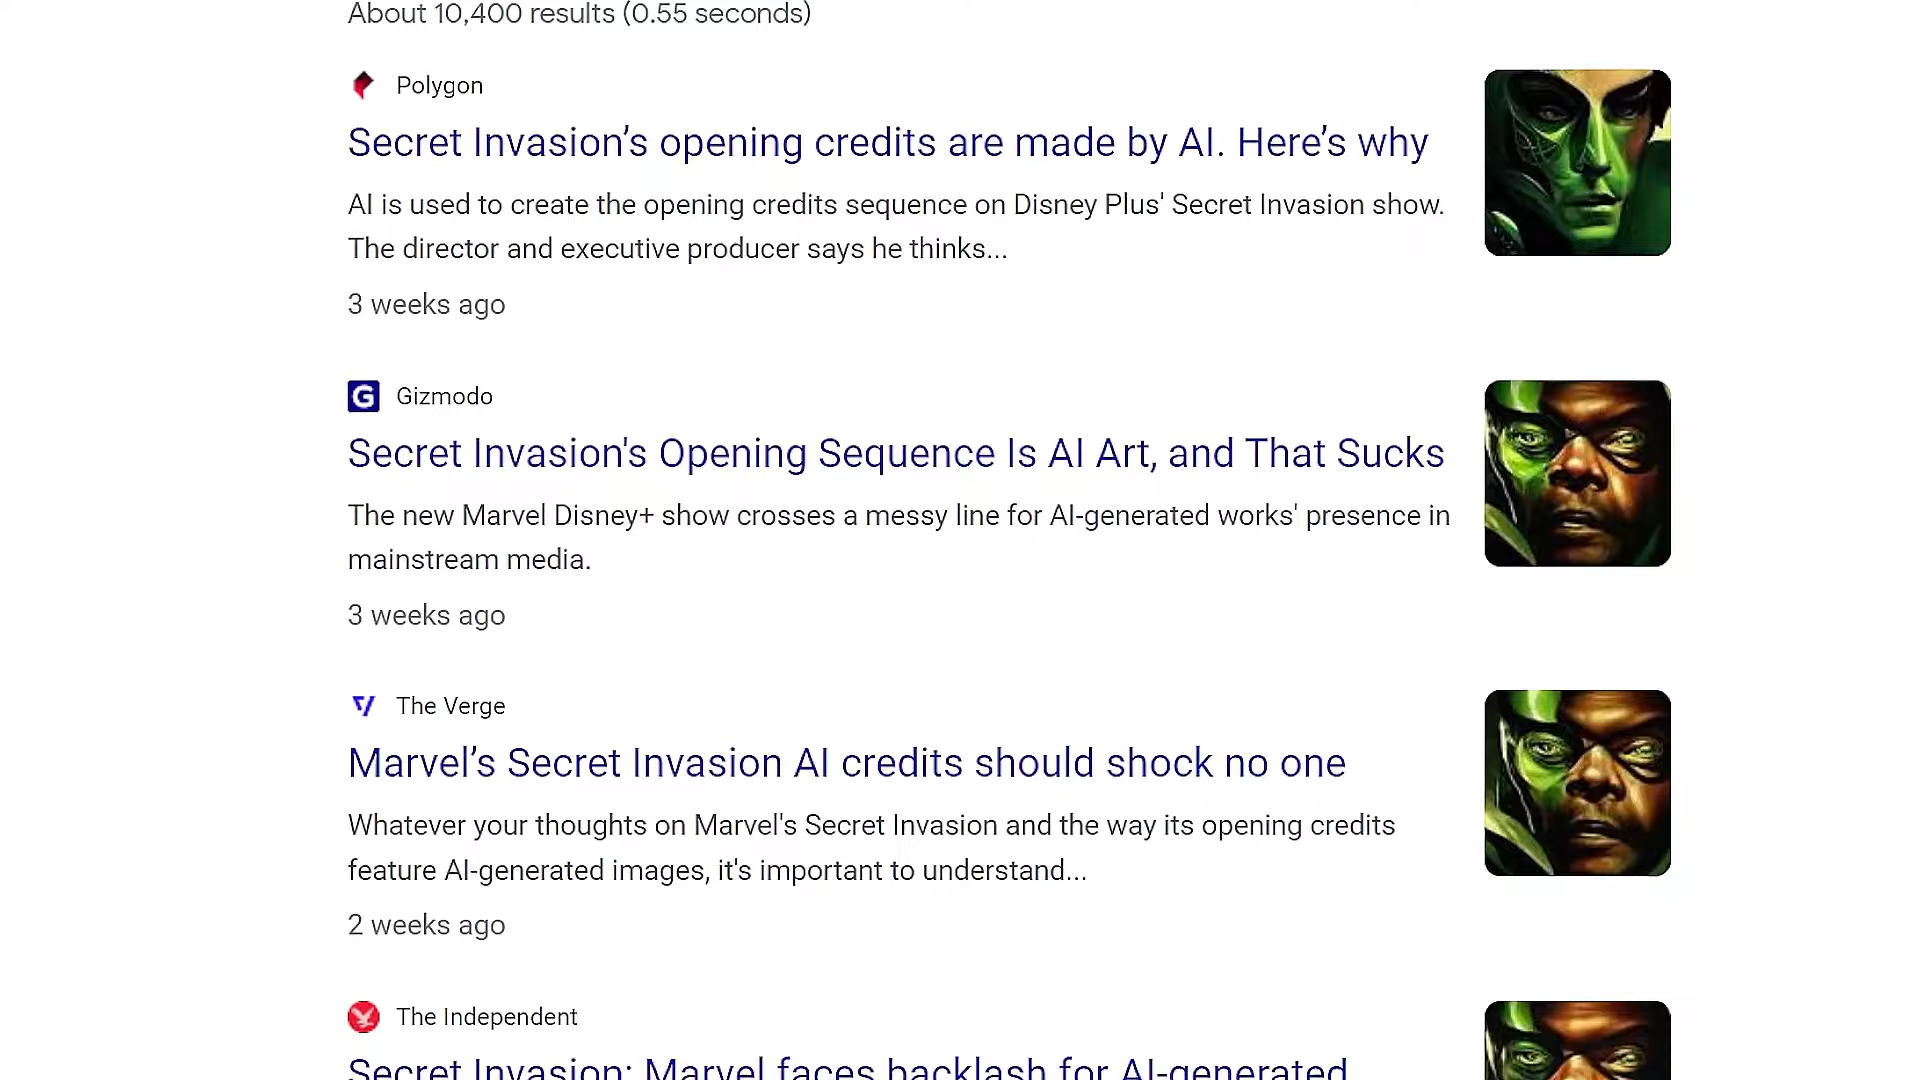 About 10,400 results (0.55 seconds)
Polygon
Secret Invasion’s opening credits are made by AI. Here’s why
AI is used to create the opening credits sequence on Disney Plus' Secret Invasion show.
The director and executive producer says he thinks...
3 weeks ago
G Gizmodo
Secret Invasion's Opening Sequence Is AI Art, and That Sucks
The new Marvel Disney+ show crosses a messy line for AI-generated works' presence in
mainstream media.
3 weeks ago
The Verge
Marvel’s Secret Invasion AI credits should shock no one
Whatever your thoughts on Marvel's Secret Invasion and the way its opening credits
feature AI-generated images, it's important to understand...
2 weeks ago
The Independent
Secret Invasion: Marvel faces backlash for AI-generated